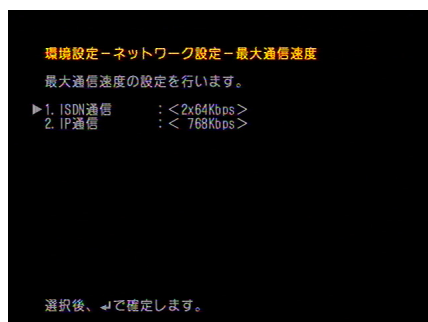 環境設定－ネットワーク設定－最大通信速度
最大通信速度の設定を行います。
▶1. ISDN通信 :＜2x64Kbps＞
2. IP通信 :＜ 768Kbps＞
選択後、↵で確定します。